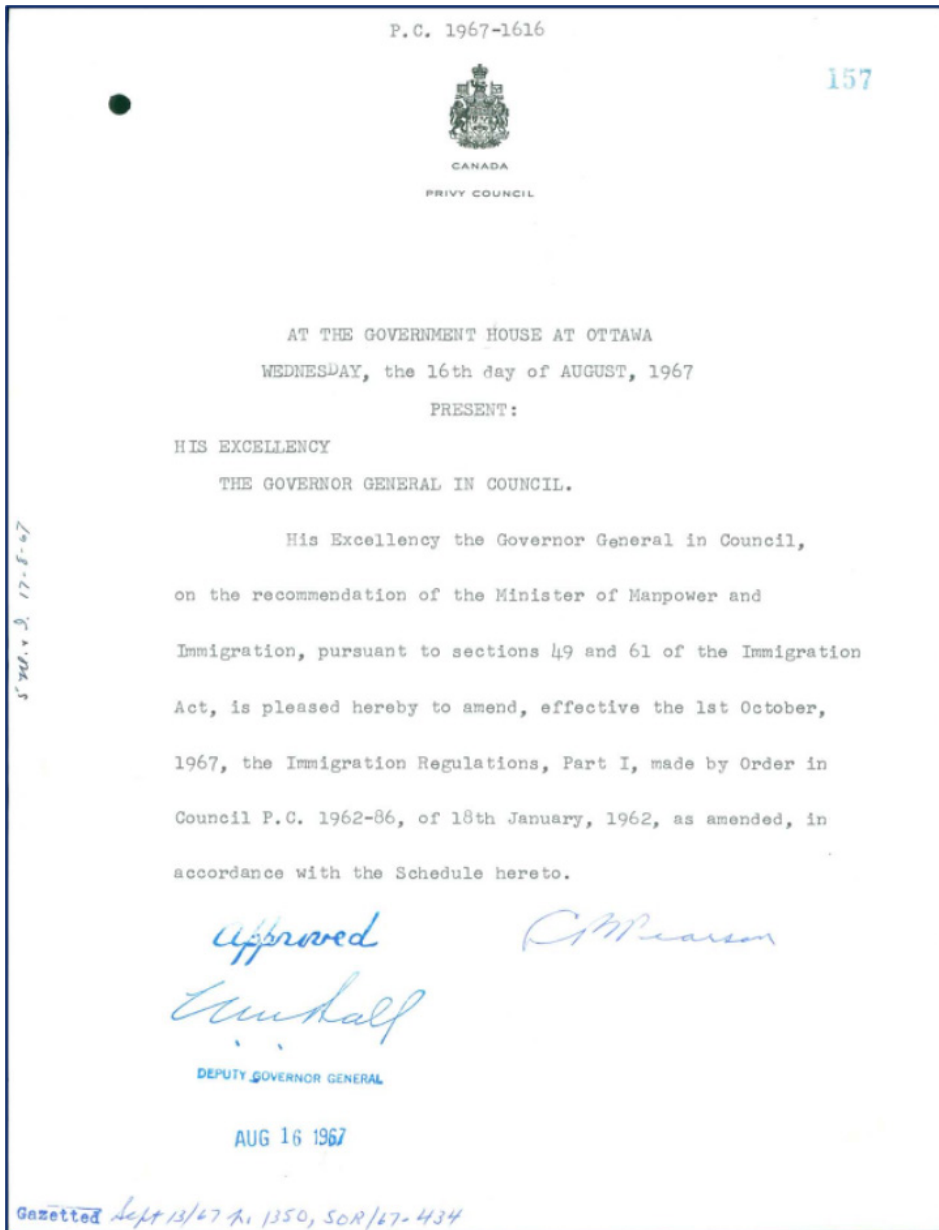 P.C. 1967-1616
157
CANADA
PRIVY COUNCIL
AT THE GOVERNMENT HOUSE AT OTTAWA
WEDNESDAY, the 16th day of AUGUST, 1967
PRESENT:
HIS EXCELLENCY
THE GOVERNOR GENERAL IN COUNCIL.
His Excellency the Governor General in Council,
on the recommendation of the Minister of Manpower and
Immigration, pursuant to sections 49 and 61 of the Immigration
Act, is pleased hereby to amend, effective the 1st October,
1967, the Immigration Regulations, Part I, made by Order in
Council P.C. 1962-86, of 18th January, 1962, as amended, in
accordance with the Schedule hereto.
Approved
Pearson
DEPUTY GOVERNOR GENERAL
AUG 16 1967
17-8-67
Gazetted Sept 13/67 p. 1350, SOR/67-434